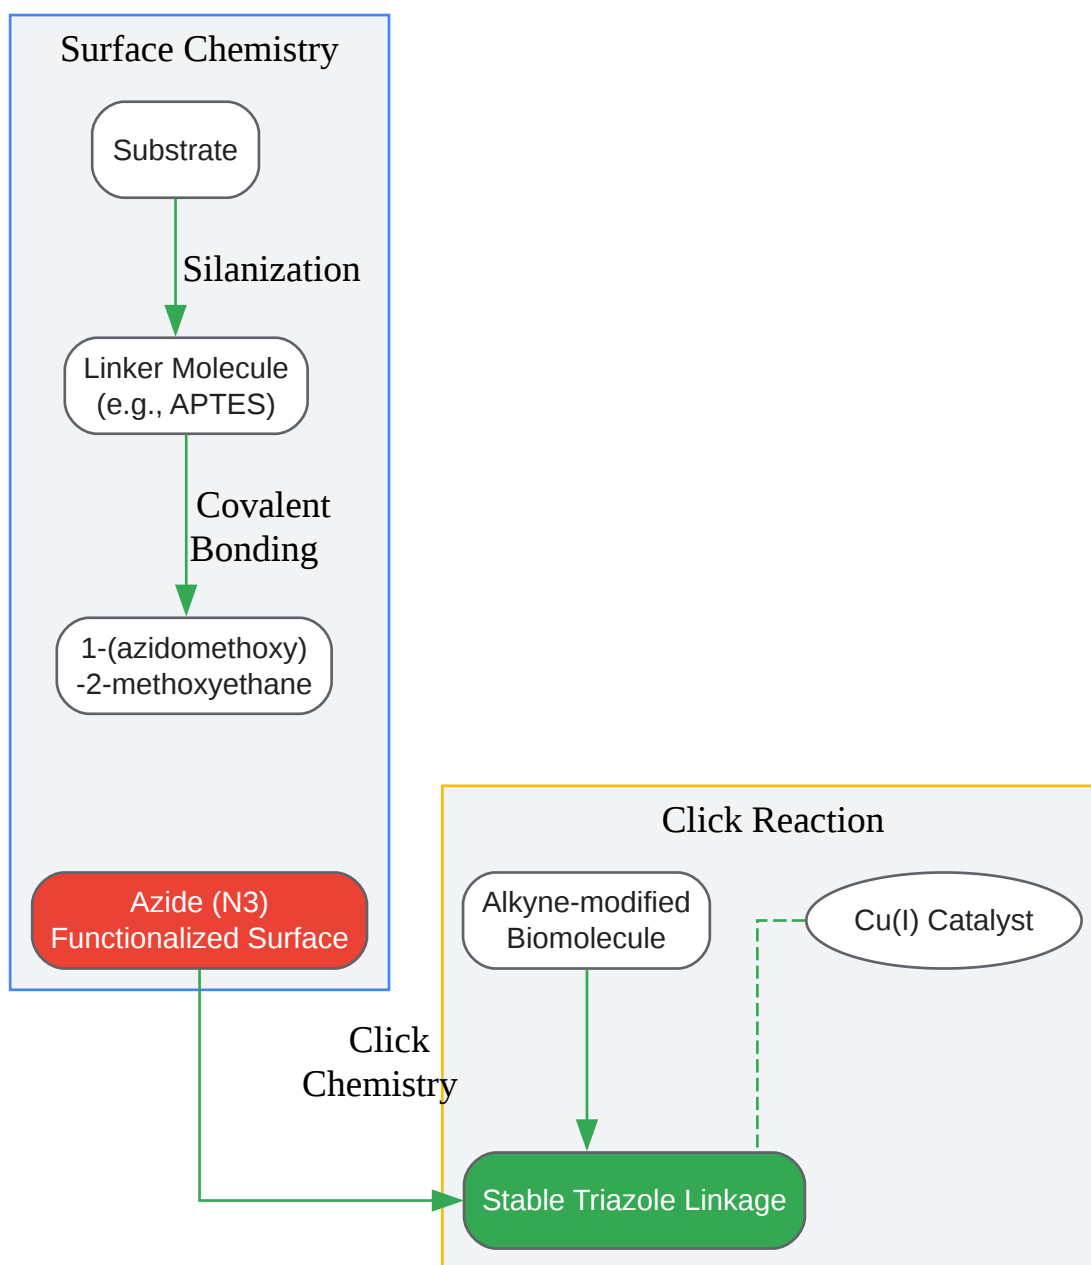 Surface Chemistry
Substrate
Silanization
Linker Molecule
(e.g., APTES)
Covalent
Bonding
1-(azidomethoxy)
-2-methoxyethane
Azide (N3)
Functionalized Surface
Click Reaction
Alkyne-modified
Biomolecule
Cu(I) Catalyst
Click
Chemistry
Stable Triazole Linkage